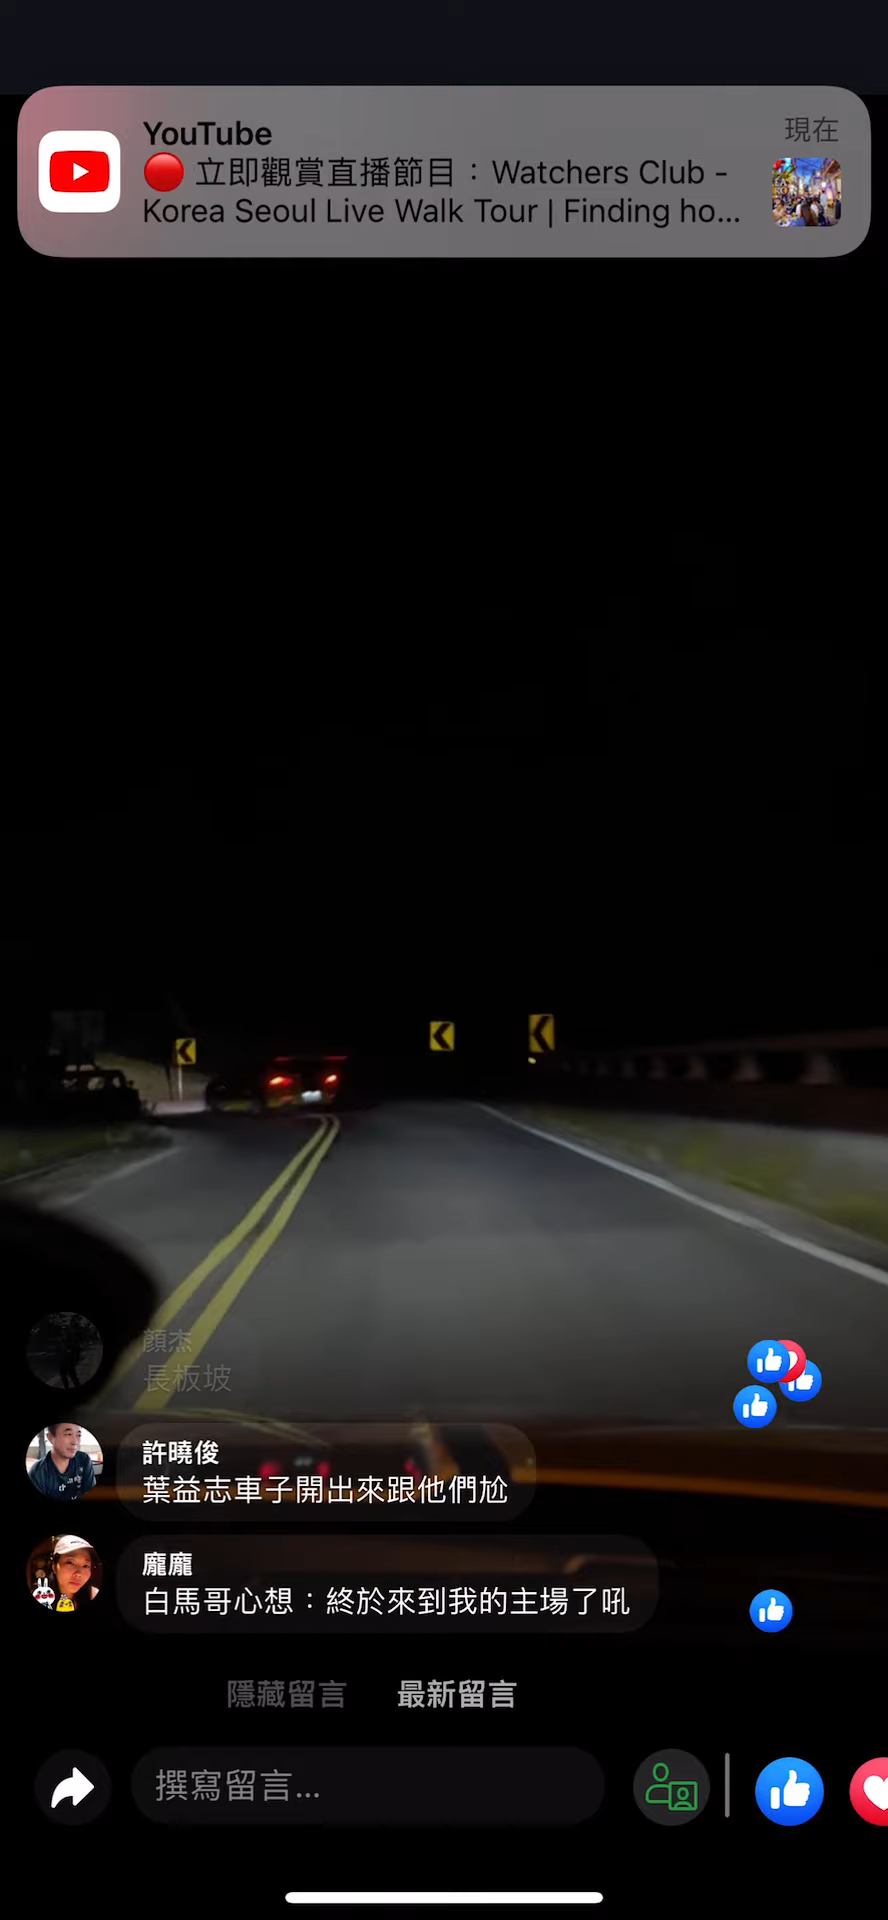 YouTube
現在
🔴 立即觀賞直播節目：Watchers Club -
Korea Seoul Live Walk Tour | Finding ho...
顏杰
長板坡
許曉俊
葉益志車子開出來跟他們尬
龐龐
白馬哥心想：終於來到我的主場了吼
隱藏留言
最新留言
撰寫留言...